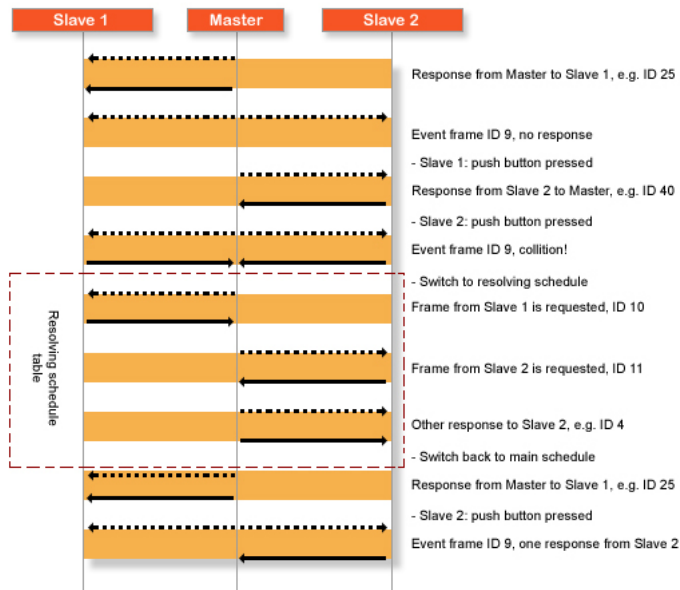 Slave 1
Master
Slave 2
Response from Master to Slave 1, e.g. ID 25
Event frame ID 9, no response
- Slave 1: push button pressed
Response from Slave 2 to Master, e.g. ID 40
- Slave 2: push button pressed
Event frame ID 9, collition!
- Switch to resolving schedule
Frame from Slave 1 is requested, ID 10
Resolving schedule
table
Frame from Slave 2 is requested, ID 11
Other response to Slave 2, e.g. ID 4
- Switch back to main schedule
Response from Master to Slave 1, e.g. ID 25
- Slave 2: push button pressed
Event frame ID 9, one response from Slave 2